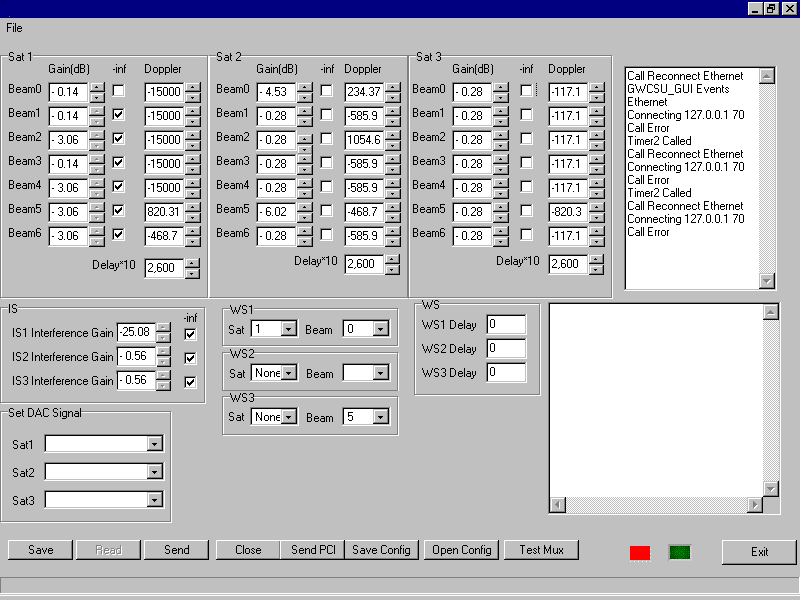 File
Sat 1 Sat 2 Sat 3
Gain(dB) -inf Doppler Gain(dB) -inf Doppler Gain(dB) -inf Doppler
Beam0 -0.14 -15000 Beam0 -4.53 234.37 Beam0 -0.28 -117.1
Beam1 -0.14 -15000 Beam1 -0.28 -585.9 Beam1 -0.28 -117.1
Beam2 -3.06 -15000 Beam2 -0.28 1054.6 Beam2 -0.28 -117.1
Beam3 -0.14 -15000 Beam3 -0.28 -585.9 Beam3 -0.28 -117.1
Beam4 -3.06 -15000 Beam4 -0.28 -585.9 Beam4 -0.28 -117.1
Beam5 -3.06 820.31 Beam5 -6.02 -468.7 Beam5 -0.28 -820.3
Beam6 -3.06 -468.7 Beam6 -0.28 -585.9 Beam6 -0.28 -117.1
Delay*10 2,600 Delay*10 2,600 Delay*10 2,600
Call Reconnect Ethernet
GWCSU_GUI Events
Ethernet
Connecting 127.0.0.1 70
Call Error
Timer2 Called
Call Reconnect Ethernet
Connecting 127.0.0.1 70
Call Error
Timer2 Called
Call Reconnect Ethernet
Connecting 127.0.0.1 70
Call Error
IS
-inf
IS1 Interference Gain -25.08
IS2 Interference Gain -0.56
IS3 Interference Gain -0.56
WS1
Sat 1 Beam 0
WS2
Sat None Beam
WS3
Sat None Beam 5
WS
WS1 Delay 0
WS2 Delay 0
WS3 Delay 0
Set DAC Signal
Sat1
Sat2
Sat3
Save Read Send Close Send PCI Save Config Open Config Test Mux Exit